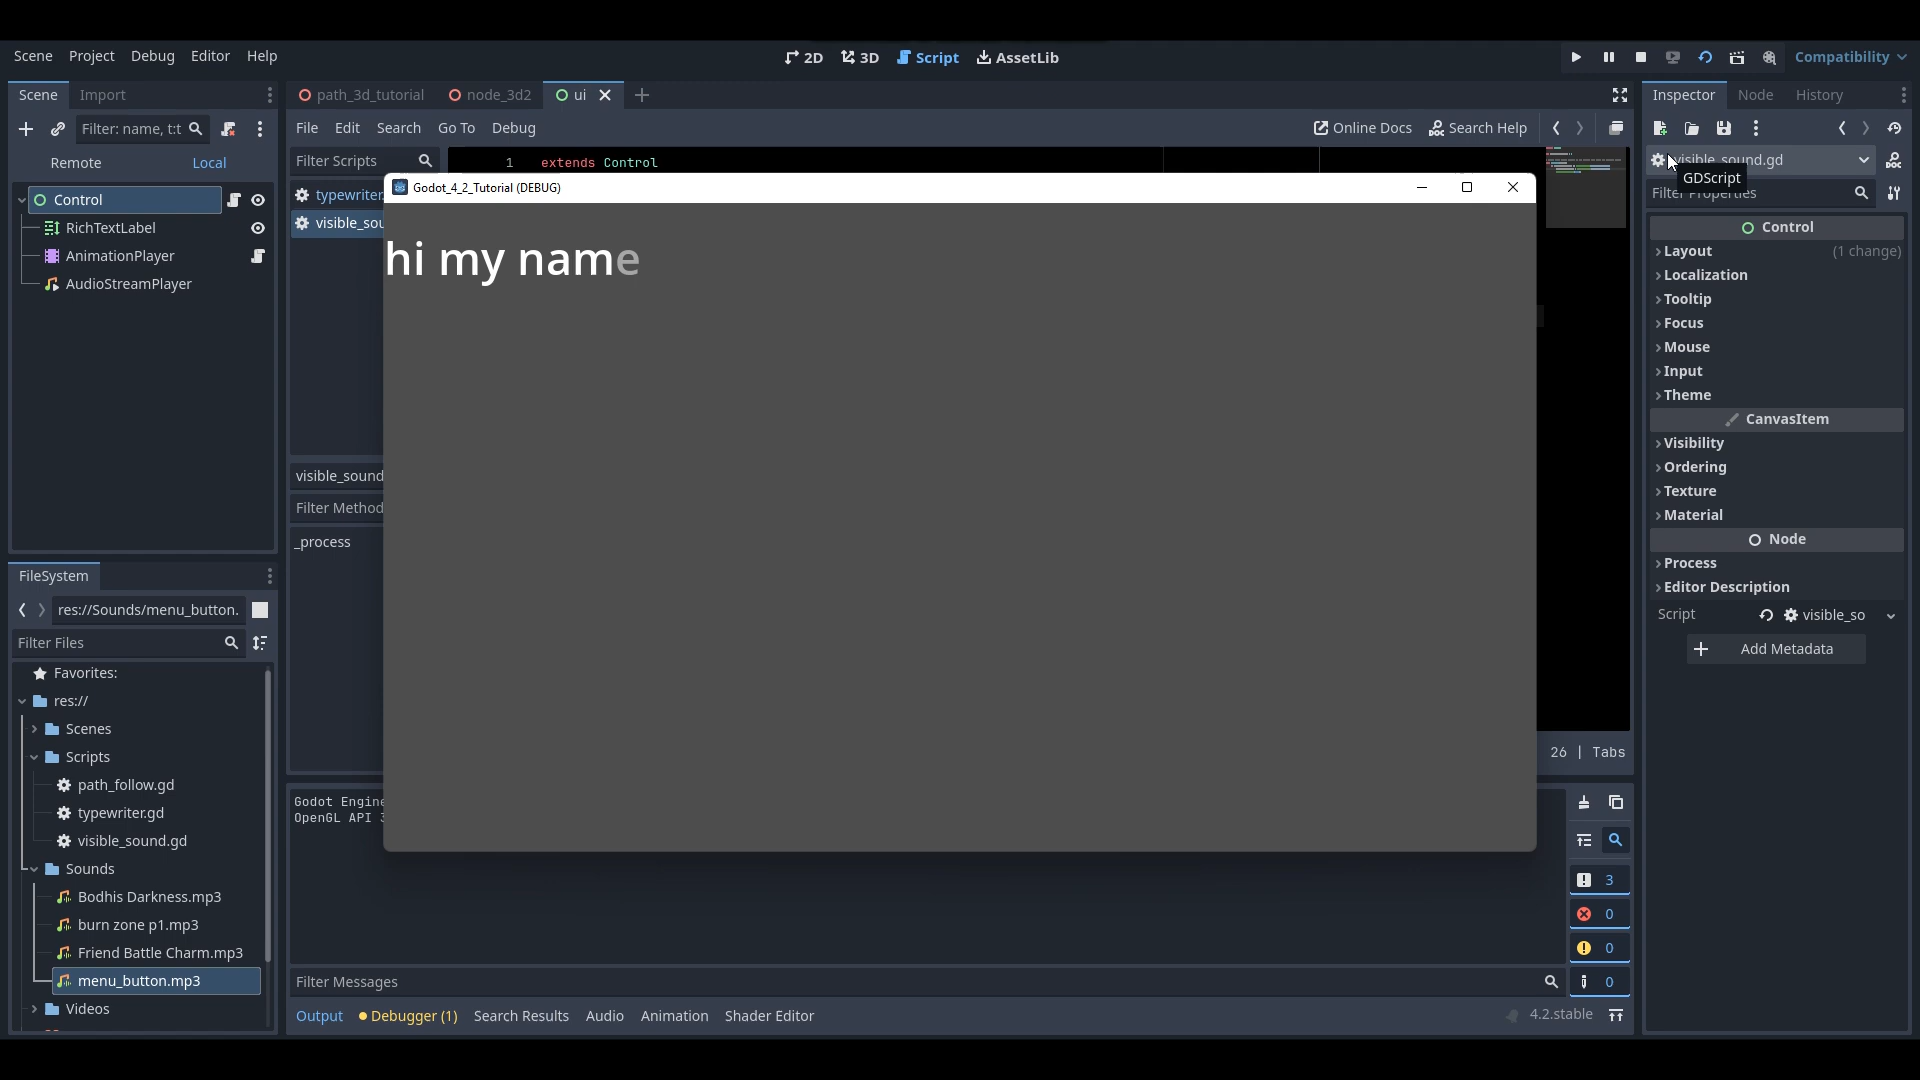 Scene Project Debug Editor Help
2D 3D Script AssetLib
Compatibility
Scene Import
path_3d_tutorial node_3d2 ui
Inspector Node History
Filter: name, t:t
File Edit Search Go To Debug
Online Docs Search Help
Remote Local
Filter Scripts
1 extends Control
visible_sound.gd
GDScript
Filter Properties
Control
RichTextLabel
AnimationPlayer
AudioStreamPlayer
typewriter.
visible_sou
Godot_4_2_Tutorial (DEBUG)
hi my name
visible_sound
Filter Method
_process
Control
Layout (1 change)
Localization
Tooltip
Focus
Mouse
Input
Theme
CanvasItem
Visibility
Ordering
Texture
Material
Node
Process
Editor Description
Script visible_so
Add Metadata
FileSystem
res://Sounds/menu_button.
Filter Files
Favorites:
res://
Scenes
Scripts
path_follow.gd
typewriter.gd
visible_sound.gd
Sounds
Bodhis Darkness.mp3
burn zone p1.mp3
Friend Battle Charm.mp3
menu_button.mp3
Videos
26 | Tabs
Godot Engine
OpenGL API 3
3
0
0
0
Filter Messages
Output Debugger (1) Search Results Audio Animation Shader Editor
4.2.stable